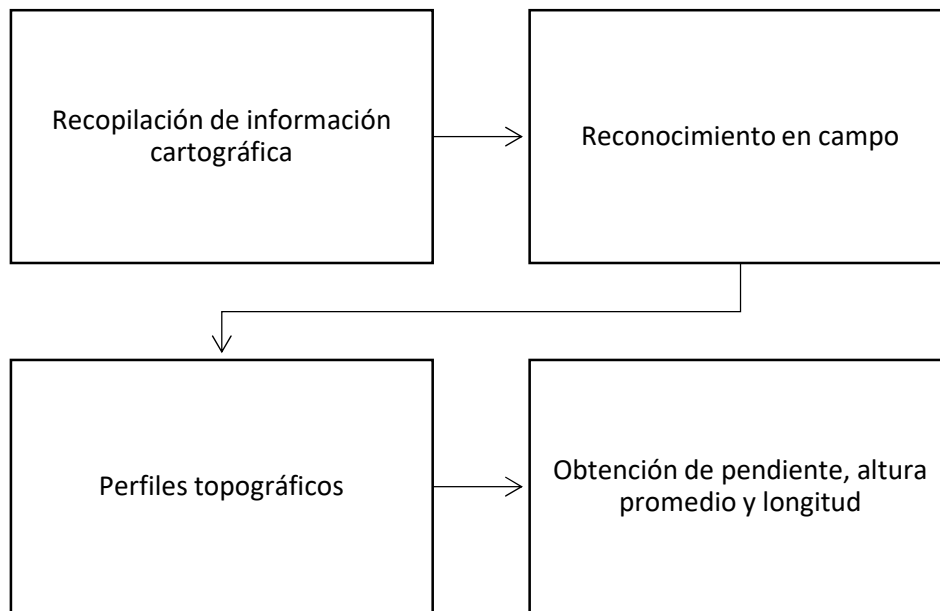 Recopilación de información
cartográfica
Reconocimiento en campo
Perfiles topográficos
Obtención de pendiente, altura
promedio y longitud